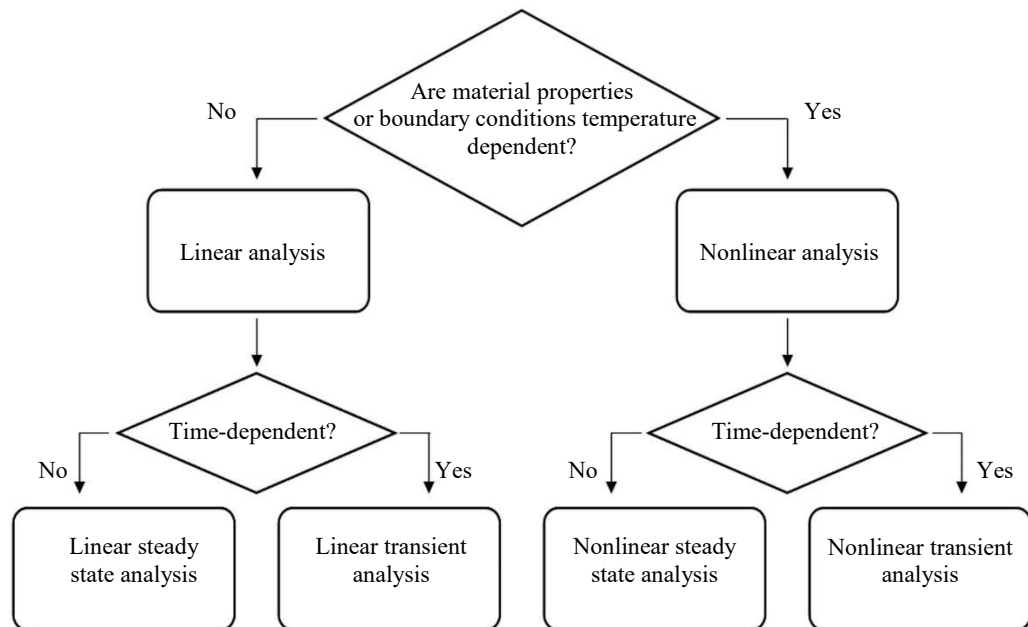 Are material properties
or boundary conditions temperature
dependent?
No
Yes
Linear analysis
Nonlinear analysis
Time-dependent?
Time-dependent?
No
Yes
No
Yes
Linear steady
state analysis
Linear transient
analysis
Nonlinear steady
state analysis
Nonlinear transient
analysis